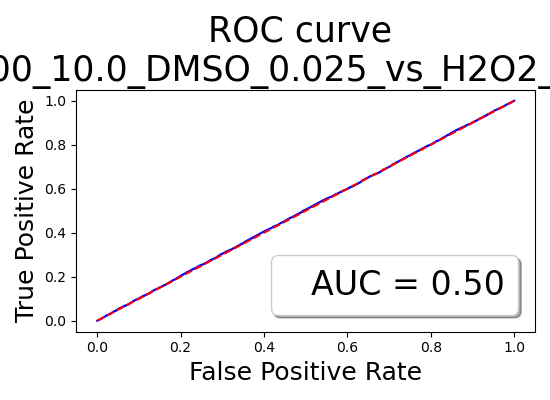 ROC curve
00_10.0_DMSO_0.025_vs_H2O2_
True Positive Rate
1.0
0.8
0.6
0.4
0.2
0.0
AUC = 0.50
0.0 0.2 0.4 0.6 0.8 1.0
False Positive Rate